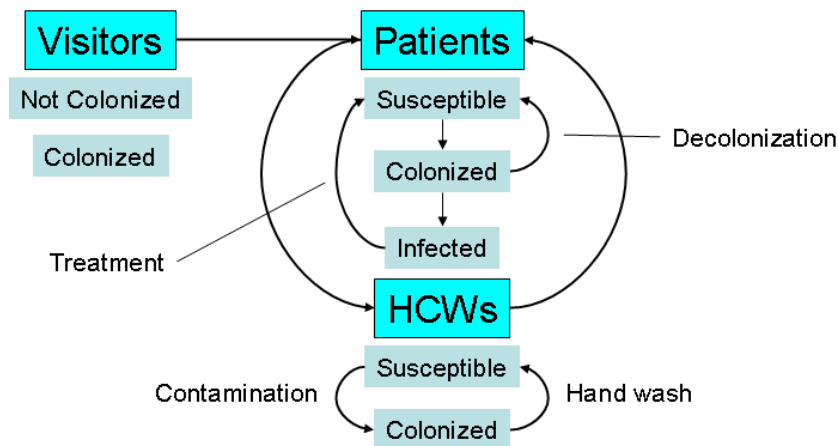 Visitors
Patients
Not Colonized
Susceptible
Colonized
Decolonization
Colonized
Treatment
Infected
HCWs
Susceptible
Contamination
Hand wash
Colonized